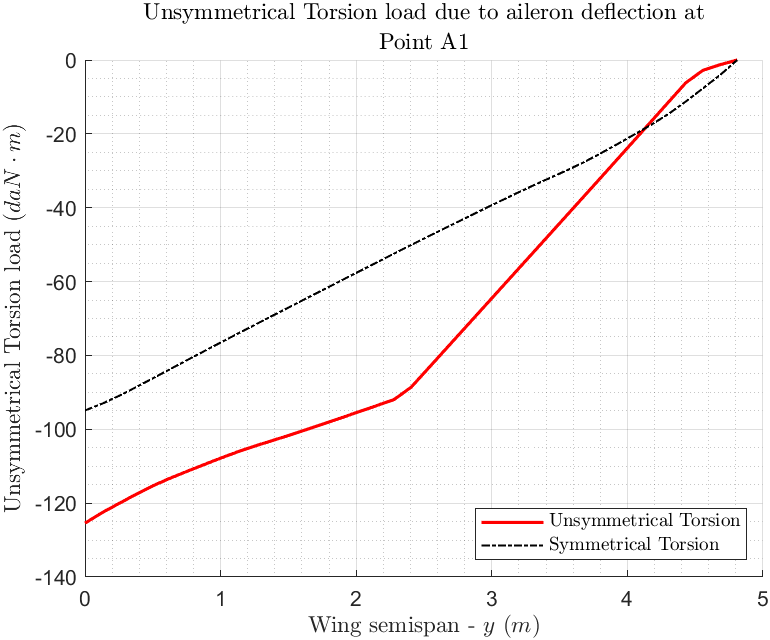 Unsymmetrical Torsion load due to aileron deflection at
Point A1
Unsymmetrical Torsion load (daN · m)
0
-20
-40
-60
-80
-100
-120
-140
0 1 2 3 4 5
Wing semispan - y (m)
Unsymmetrical Torsion
Symmetrical Torsion